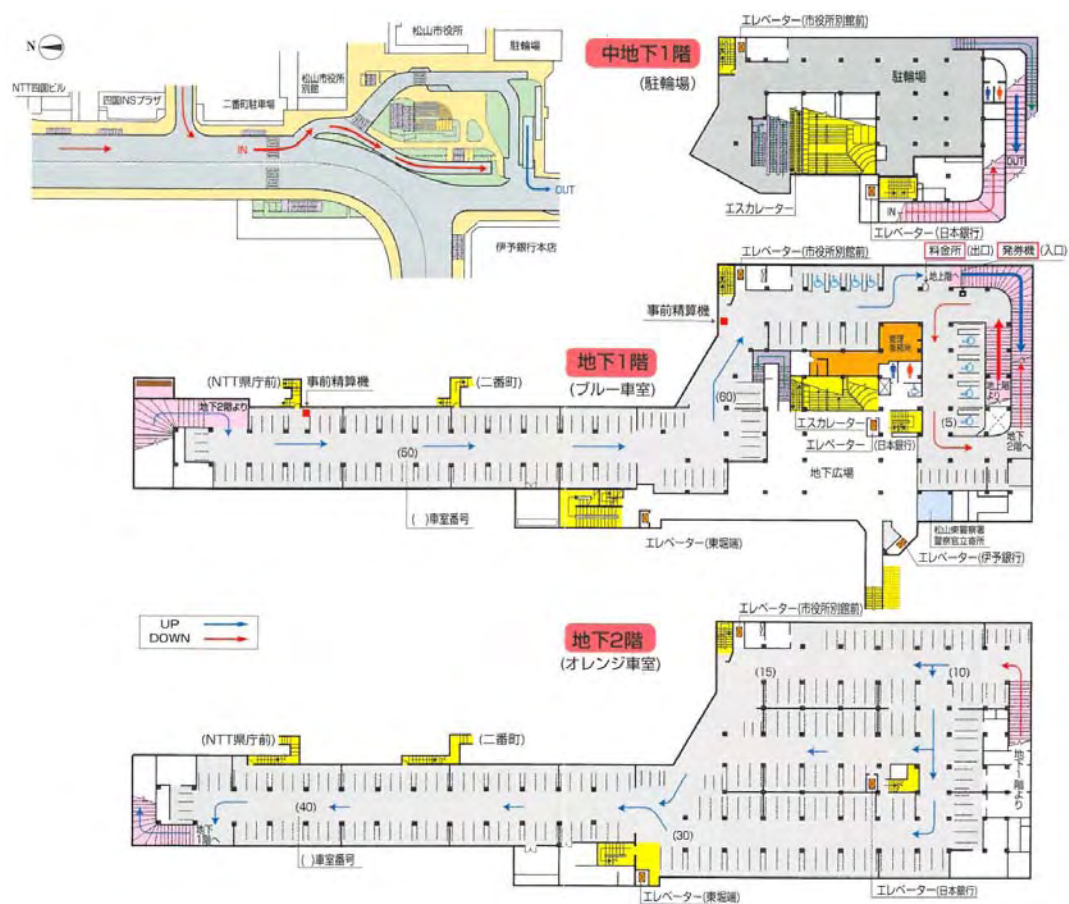 N
松山市役所
駐輪場
NTT四国ビル
四国INSプラザ
二番町駐車場
松山市役所
別館
IN
OUT
伊予銀行本店
中地下1階
(駐輪場)
エレベーター(市役所別館前)
駐輪場
OUT
IN
エスカレーター
エレベーター(日本銀行)
地下1階
(ブルー車室)
エレベーター(市役所別館前)
料金所(出口)
発券機(入口)
地上階へ
事前精算機
(NTT県庁前)
事前精算機
(二番町)
地下2階より
(50)
(60)
管理
事務所
地上階
より
(5)
地下
2階へ
エスカレーター
エレベーター
(日本銀行)
地下広場
( )車室番号
エレベーター(東堀端)
松山東警察署
警察官立寄所
エレベーター(伊予銀行)
UP
DOWN
地下2階
(オレンジ車室)
エレベーター(市役所別館前)
(15)
(10)
(NTT県庁前)
(二番町)
地下1階より
(40)
(30)
地下
1階へ
( )車室番号
エレベーター(東堀端)
エレベーター(日本銀行)